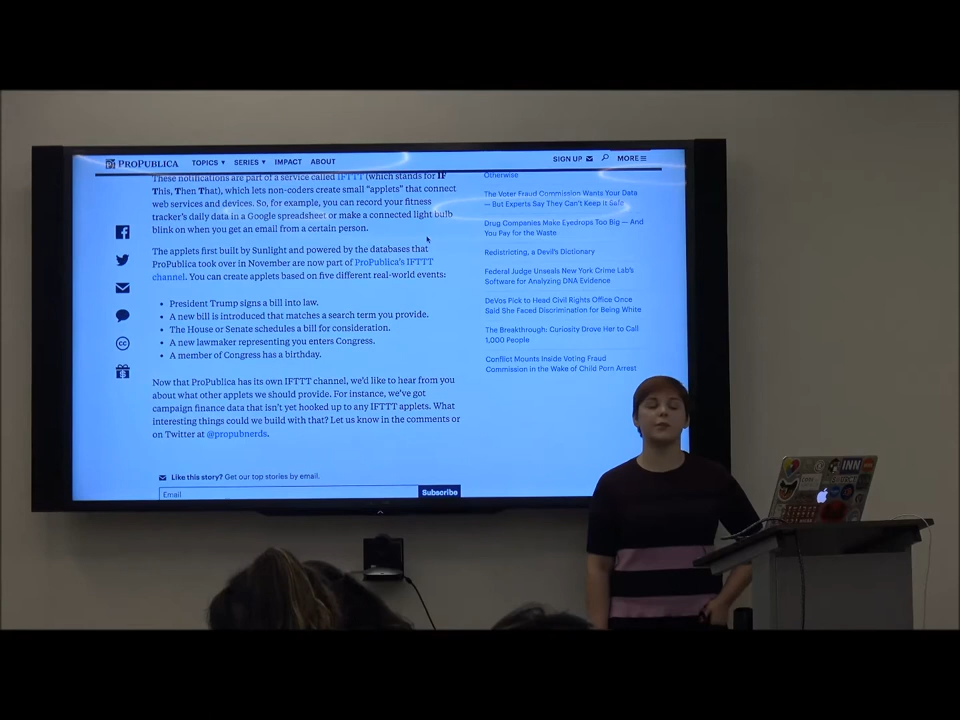 PROPUBLICA TOPICS SERIES IMPACT ABOUT SIGN UP MORE
These notifications are part of a service called IFTTT (which stands for IF
This, Then That), which lets non-coders create small “applets” that connect
web services and devices. So, for example, you can record your fitness
tracker’s daily data in a Google spreadsheet or make a connected light bulb
blink on when you get an email from a certain person.
The applets first built by Sunlight and powered by the databases that
ProPublica took over in November are now part of ProPublica’s IFTTT
channel. You can create applets based on five different real-world events:
• President Trump signs a bill into law.
• A new bill is introduced that matches a search term you provide.
• The House or Senate schedules a bill for consideration.
• A new lawmaker representing you enters Congress.
• A member of Congress has a birthday.
Now that ProPublica has its own IFTTT channel, we’d like to hear from you
about what other applets we should provide. For instance, we’ve got
campaign finance data that isn’t yet hooked up to any IFTTT applets. What
interesting things could we build with that? Let us know in the comments or
on Twitter at @propubnerds.
Like this story? Get our top stories by email.
Email
Subscribe
Otherwise
The Voter Fraud Commission Wants Your Data
— But Experts Say They Can’t Keep It Safe
Drug Companies Make Eyedrops Too Big — And
You Pay for the Waste
Redistricting, a Devil’s Dictionary
Federal Judge Unseals New York Crime Lab’s
Software for Analyzing DNA Evidence
DeVos Pick to Head Civil Rights Office Once
Said She Faced Discrimination for Being White
The Breakthrough: Curiosity Drove Her to Call
1,000 People
Conflict Mounts Inside Voting Fraud
Commission in the Wake of Child Porn Arrest
cc
INN